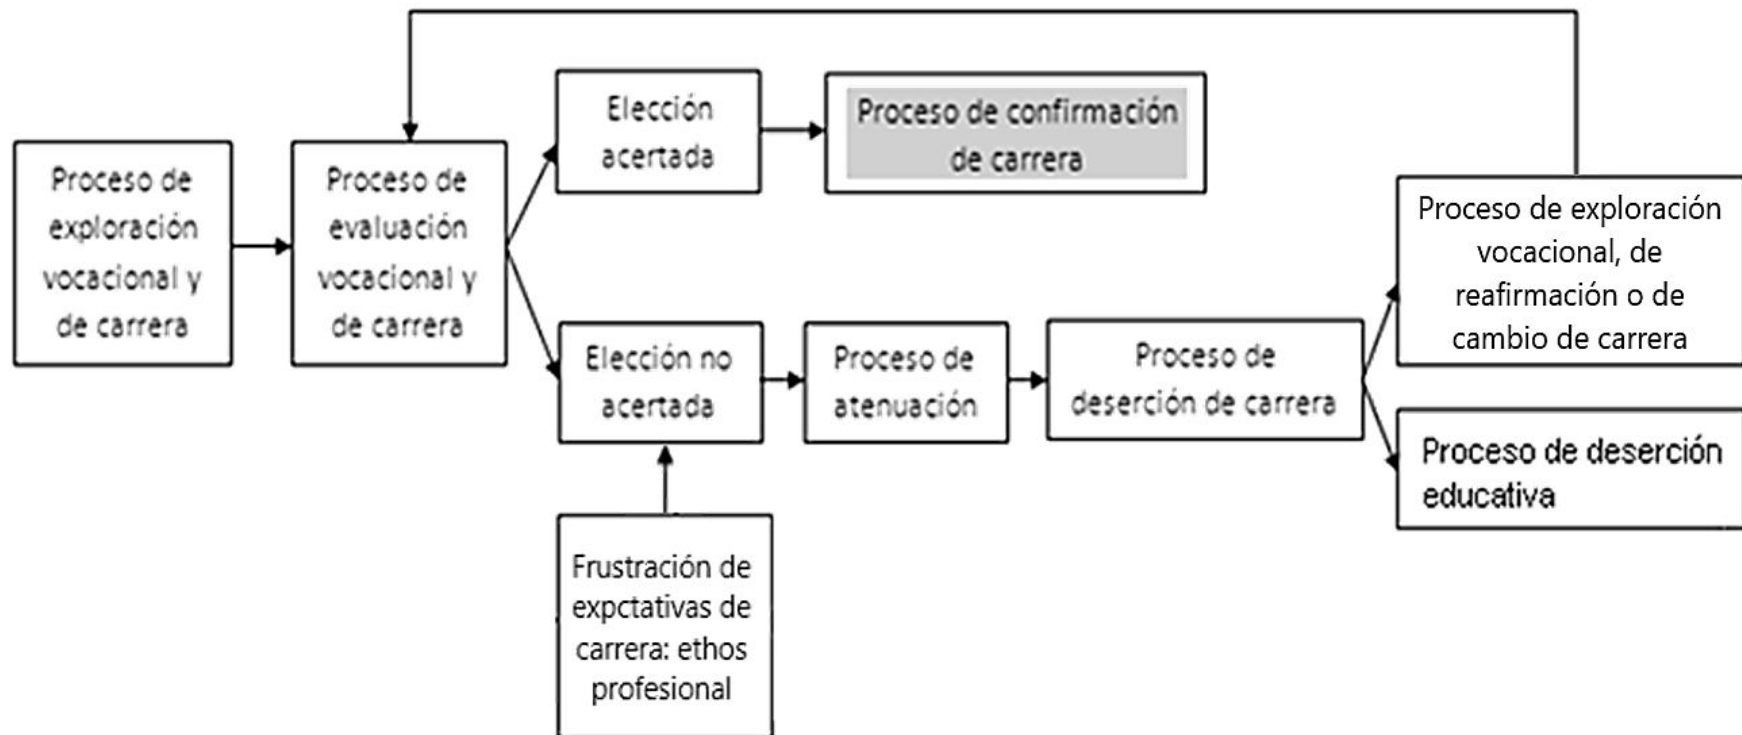 Proceso de
exploración
vocacional y
de carrera
Proceso de
evaluación
vocacional y
de carrera
Elección
acertada
Proceso de confirmación
de carrera
Elección no
acertada
Proceso de
atenuación
Proceso de
deserción de carrera
Proceso de exploración
vocacional, de
reafirmación o de
cambio de carrera
Proceso de deserción
educativa
Frustración de
expctativas de
carrera: ethos
profesional